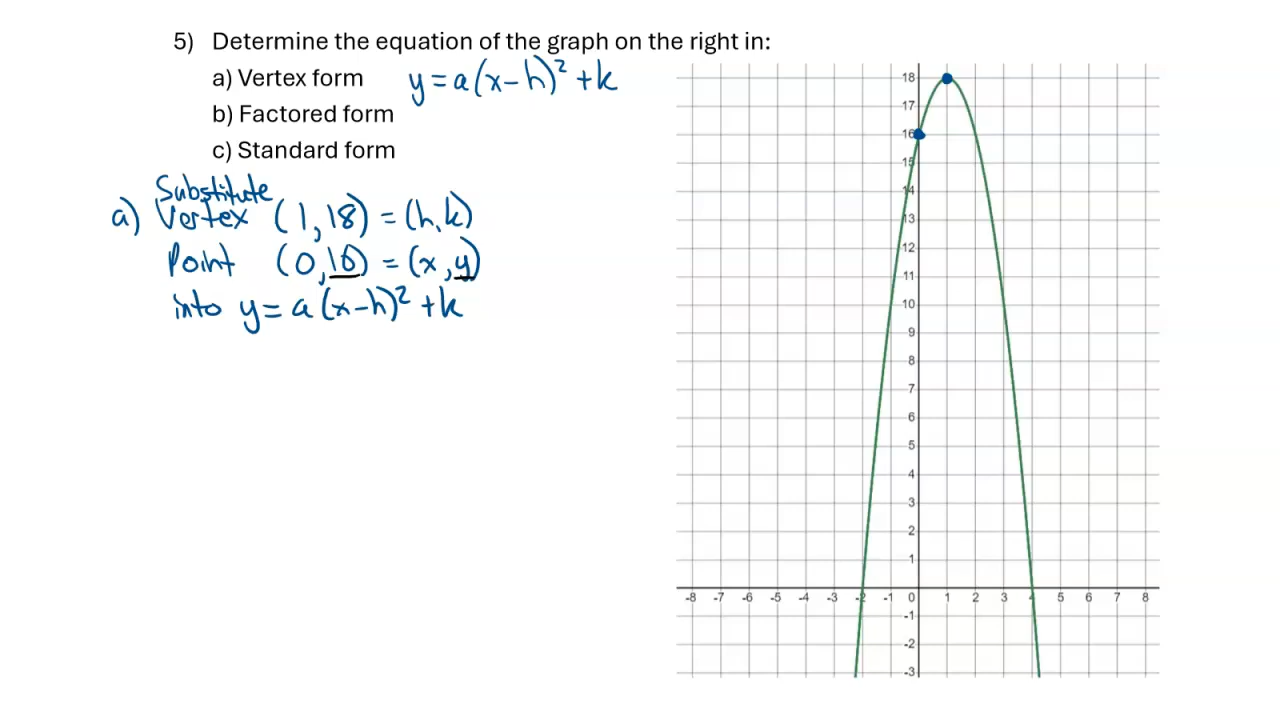 5) Determine the equation of the graph on the right in:
a) Vertex form y = a(x-h)² + k
b) Factored form
c) Standard form
Substitute
a) Vertex (1,18) = (h,k)
Point (0,16) = (x,y)
into y = a(x-h)² + k
18
17
16
15
14
13
12
11
10
9
8
7
6
5
4
3
2
1
-8 -7 -6 -5 -4 -3 -2 -1 0 1 2 3 4 5 6 7 8
-1
-2
-3